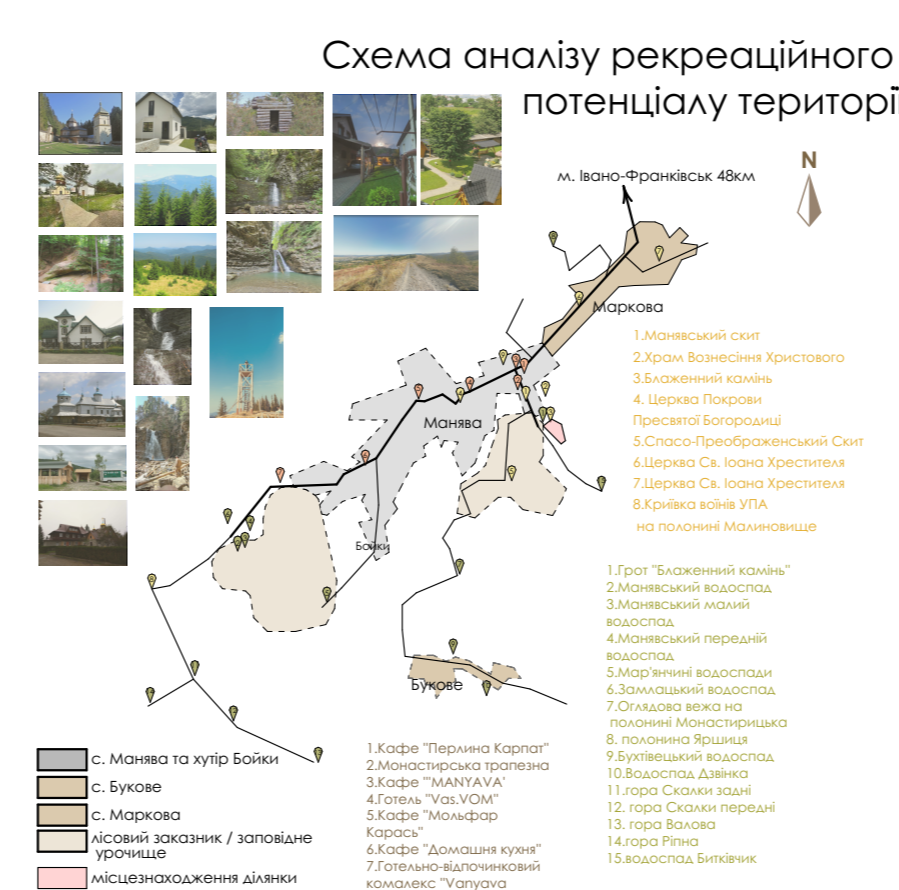 Схема аналізу рекреаційного
потенціалу території
N
м. Івано-Франківськ 48км
Маркова
Манява
Бойки
Букове
1.Манявський скит
2.Храм Вознесіння Христового
3.Блаженний камінь
4. Церква Покрови
Пресвятої Богородиці
5.Спасо-Преображенський Скит
6.Церква Св. Іоана Хрестителя
7.Церква Св. Іоана Хрестителя
8.Криївка воїнів УПА
на полонині Малиновище
1.Грот "Блаженний камінь"
2.Манявський водоспад
3.Манявський малий
водоспад
4.Манявський передній
водоспад
5.Мар'янчині водоспади
6.Замлацький водоспад
7.Оглядова вежа на
полонині Монастирицька
8. полонина Яршиця
9.Бухтівецький водоспад
10.Водоспад Дзвінка
11.гора Скалки задні
12. гора Скалки передні
13. гора Валова
14.гора Ріпна
15.водоспад Битківчик
с. Манява та хутір Бойки
с. Букове
с. Маркова
лісовий заказник / заповідне
урочище
місцезнаходження ділянки
1.Кафе "Перлина Карпат"
2.Монастирська трапезна
3.Кафе "'MANYAVA'
4.Готель "Vas.VOM"
5.Кафе "Мольфар
Карась"
6.Кафе "Домашня кухня"
7.Готельно-відпочинковий
комалекс "Vanyava